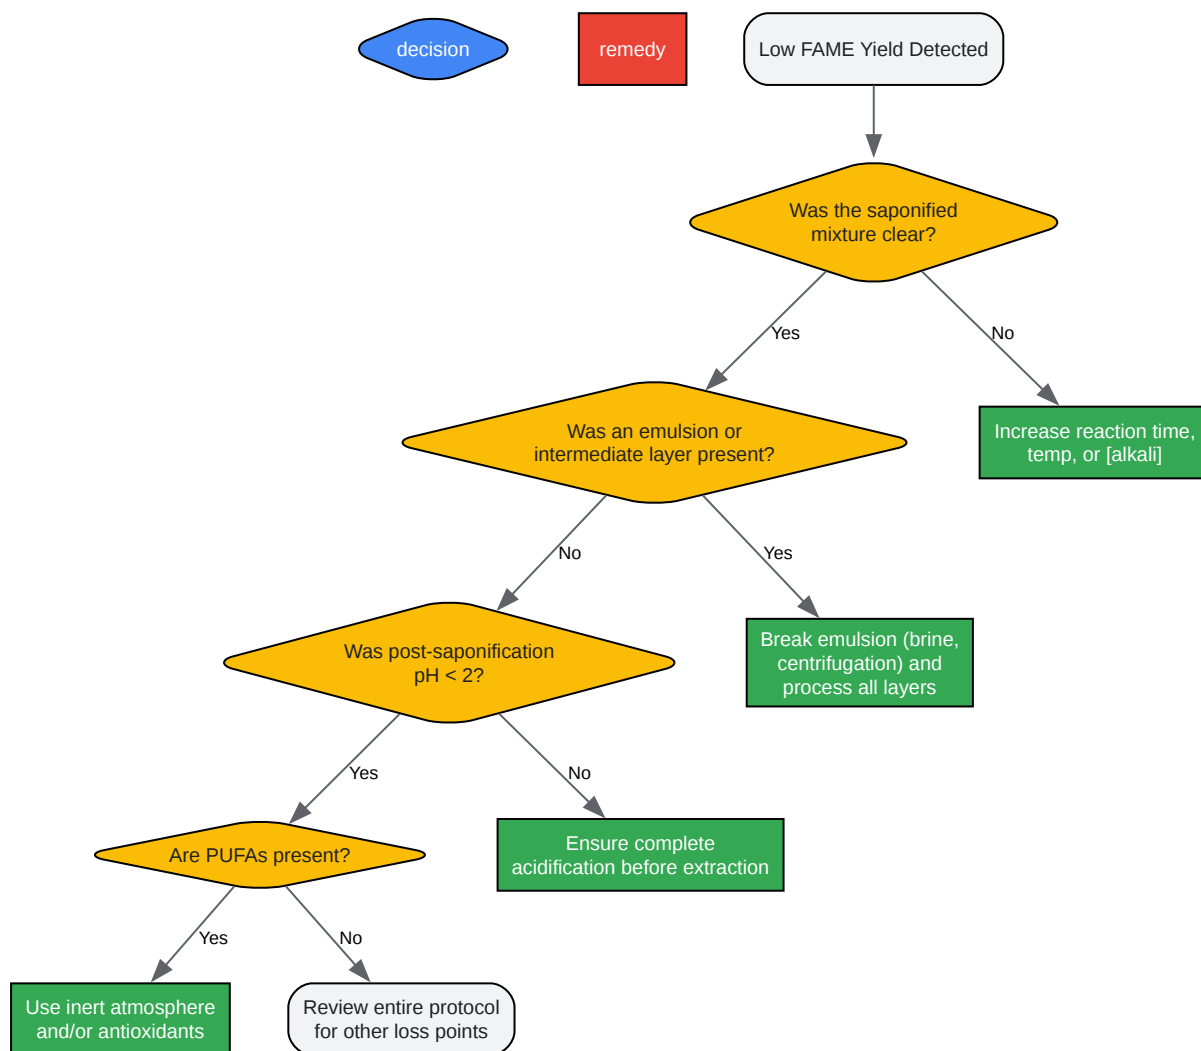 decision
remedy
Low FAME Yield Detected
Was the saponified
mixture clear?
Yes
No
Was an emulsion or
intermediate layer present?
Increase reaction time,
temp, or [alkali]
No
Yes
Was post-saponification
pH < 2?
Break emulsion (brine,
centrifugation) and
process all layers
Yes
No
Are PUFAs present?
Ensure complete
acidification before extraction
Yes
No
Use inert atmosphere
and/or antioxidants
Review entire protocol
for other loss points